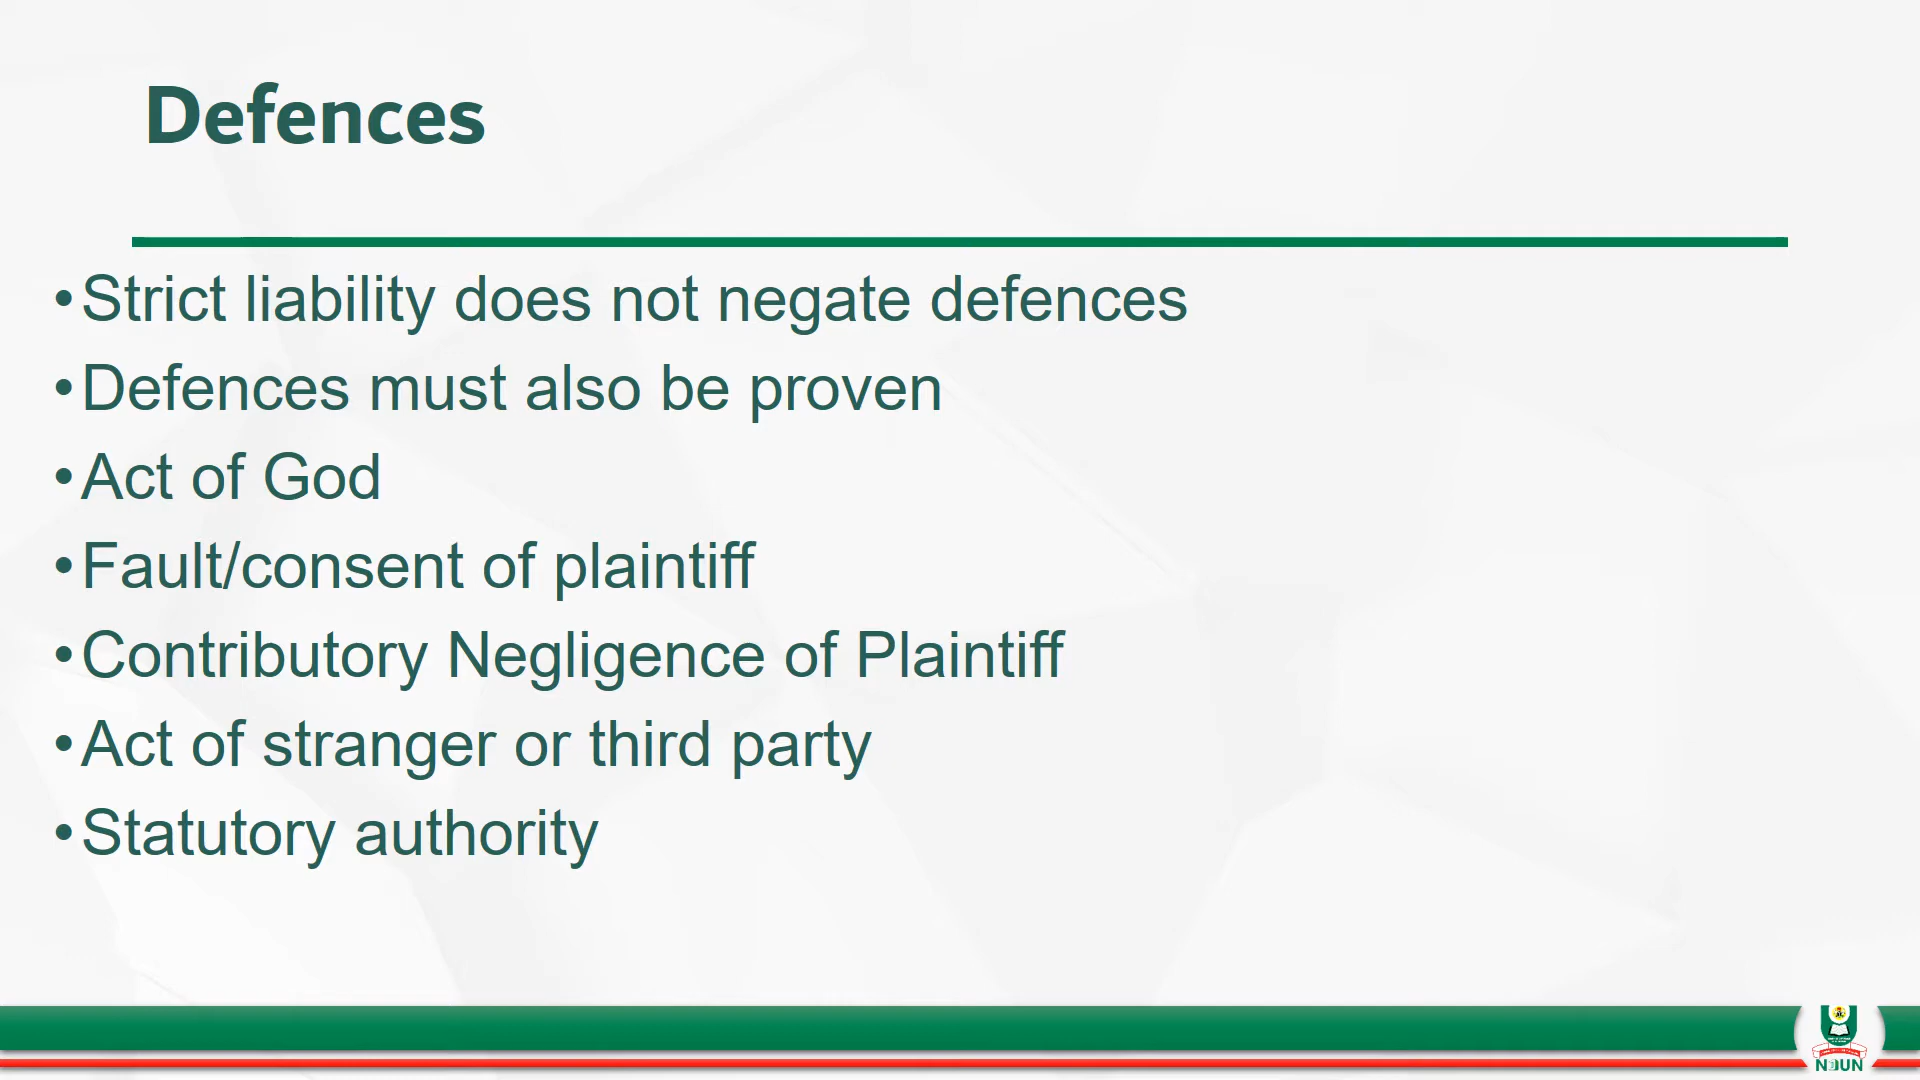 Defences
•Strict liability does not negate defences
•Defences must also be proven
•Act of God
•Fault/consent of plaintiff
•Contributory Negligence of Plaintiff
•Act of stranger or third party
•Statutory authority
NOUN